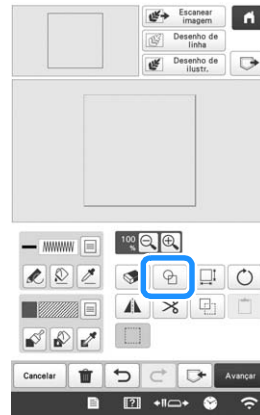 Escanear
imagem
Desenho de
linha
Desenho de
ilustr.
100
%
Cancelar
Avançar